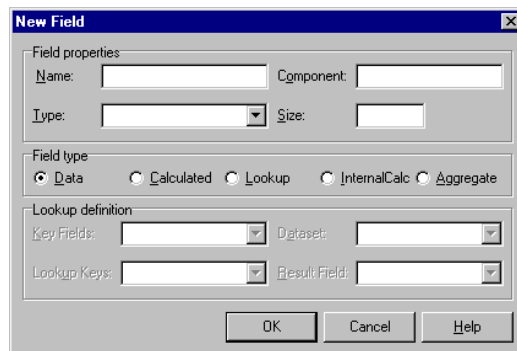 New Field
Field properties
Name: Component:
Type: Size:
Field type
Data Calculated Lookup InternalCalc Aggregate
Lookup definition
Key Fields: Dataset:
Lookup Keys: Result Field:
OK Cancel Help